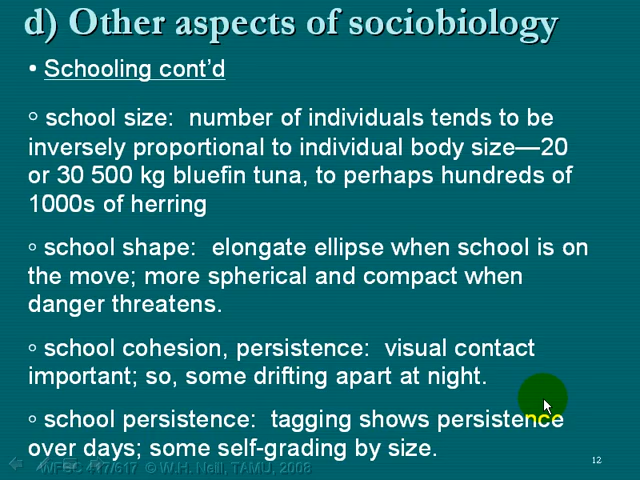 d) Other aspects of sociobiology
• Schooling cont'd
○ school size:  number of individuals tends to be
inversely proportional to individual body size—20
or 30 500 kg bluefin tuna, to perhaps hundreds of
1000s of herring
○ school shape:  elongate ellipse when school is on
the move; more spherical and compact when
danger threatens.
○ school cohesion, persistence:  visual contact
important; so, some drifting apart at night.
○ school persistence:  tagging shows persistence
over days; some self-grading by size.
12
WFSC 417/617  © W.H. Neill, TAMU, 2008